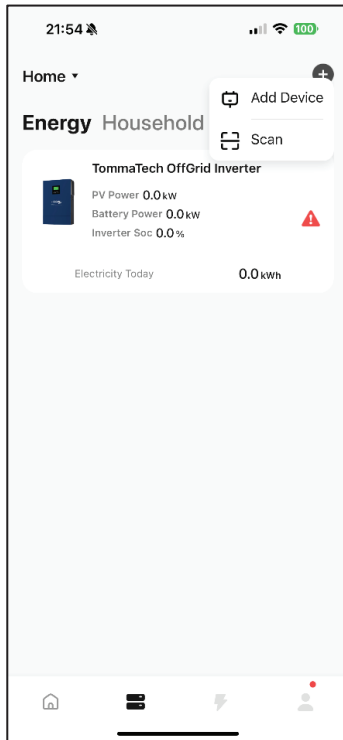 21:54
100
Home
Add Device
Energy Household
Scan
TommaTech OffGrid Inverter
PV Power 0.0 kW
Battery Power 0.0 kW
Inverter Soc 0.0 %
Electricity Today 0.0 kWh